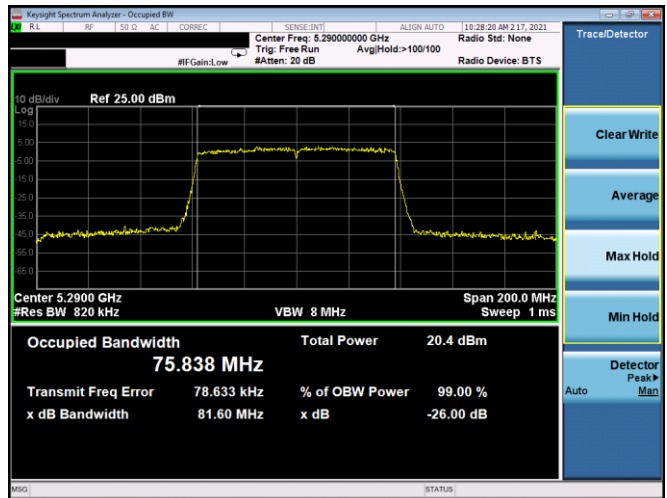 Keysight Spectrum Analyzer - Occupied BW
RL RF 50 Ω AC CORREC SENSE:INT ALIGN AUTO 10:28:20 AM 2 17, 2021
Center Freq: 5.290000000 GHz Radio Std: None
Trig: Free Run Avg|Hold:>100/100
#IFGain:Low #Atten: 20 dB Radio Device: BTS
10 dB/div Ref 25.00 dBm
Log
15.0
5.00
-5.00
-15.0
-25.0
-35.0
-45.0
-55.0
-65.0
Center 5.2900 GHz Span 200.0 MHz
#Res BW 820 kHz VBW 8 MHz Sweep 1 ms
Occupied Bandwidth Total Power 20.4 dBm
75.838 MHz
Transmit Freq Error 78.633 kHz % of OBW Power 99.00 %
x dB Bandwidth 81.60 MHz x dB -26.00 dB
MSG STATUS
Trace/Detector
Clear Write
Average
Max Hold
Min Hold
Detector
Peak▶
Auto Man